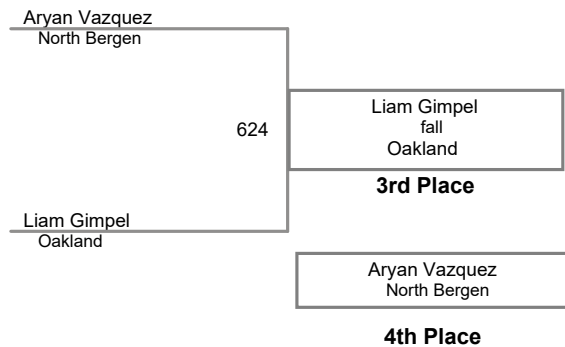 Aryan Vazquez
North Bergen
624
Liam Gimpel
fall
Oakland
3rd Place
Liam Gimpel
Oakland
Aryan Vazquez
North Bergen
4th Place